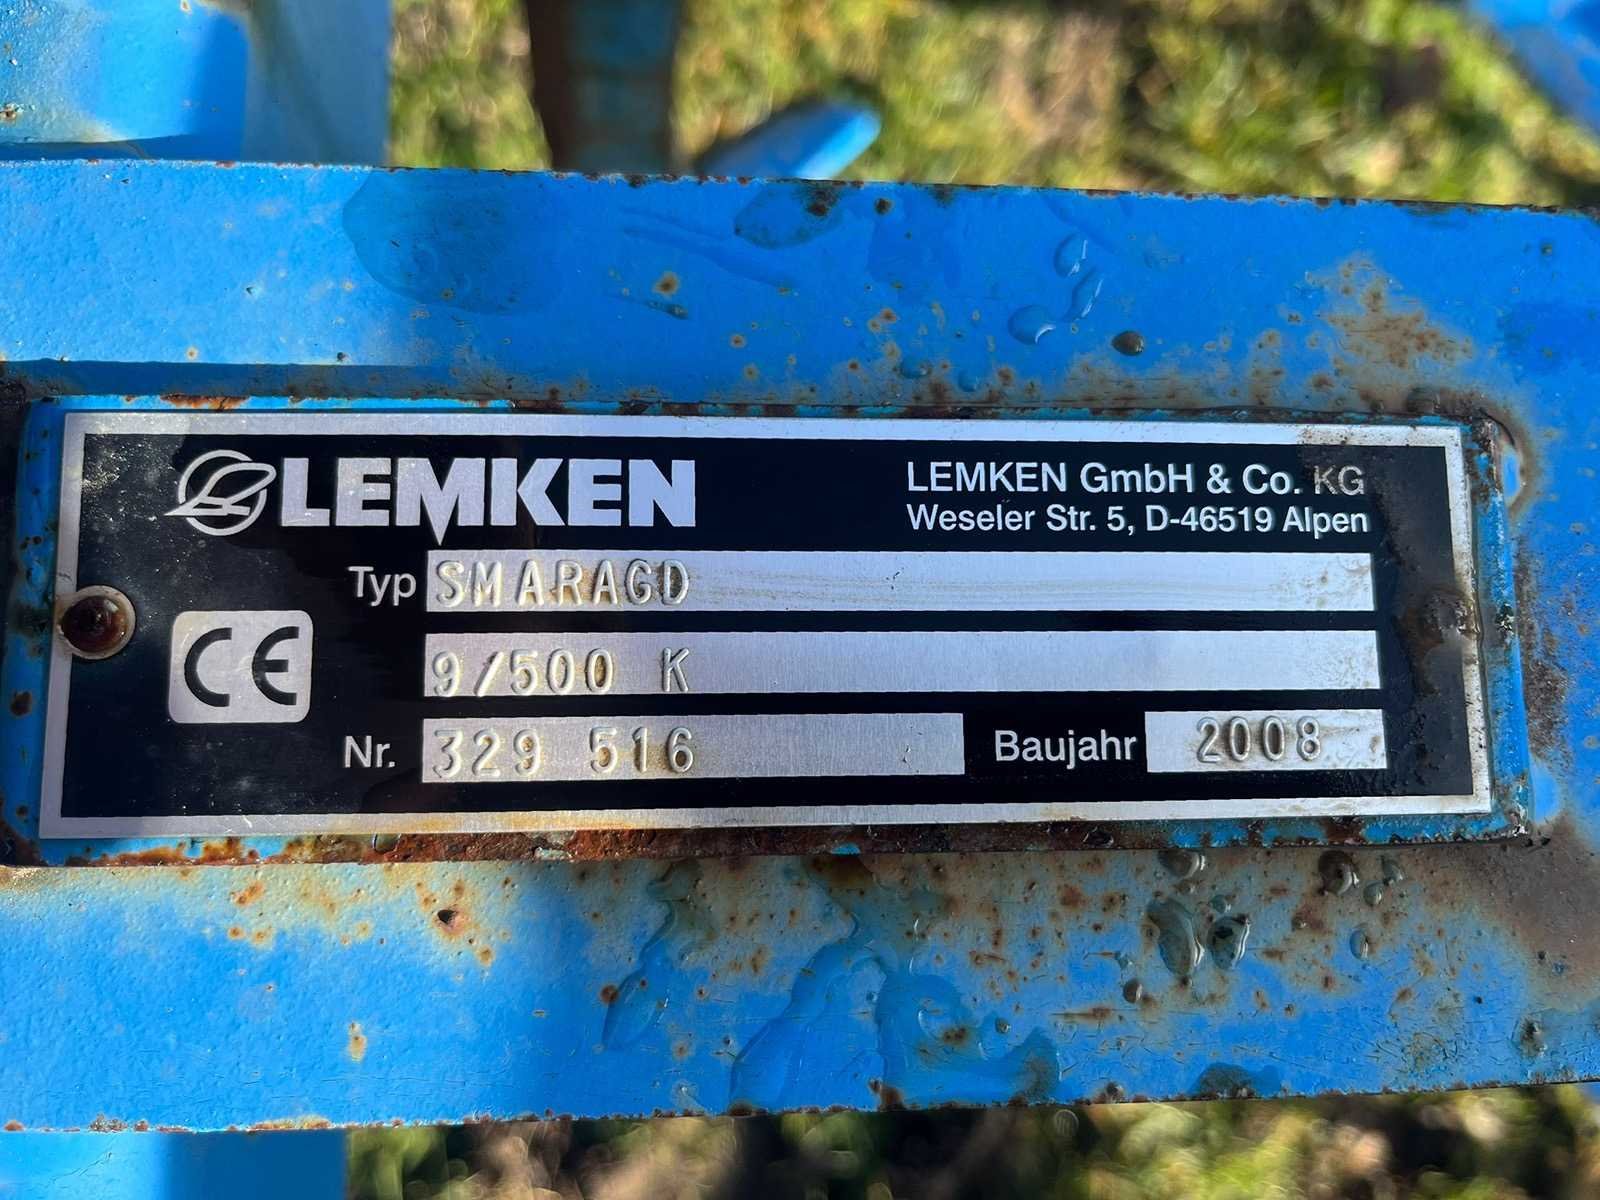 LEMKEN
LEMKEN GmbH & Co. KG
Weseler Str. 5, D-46519 Alpen
Typ SMARAGD
9/500 K
CE
Nr. 329 516 Baujahr 2008